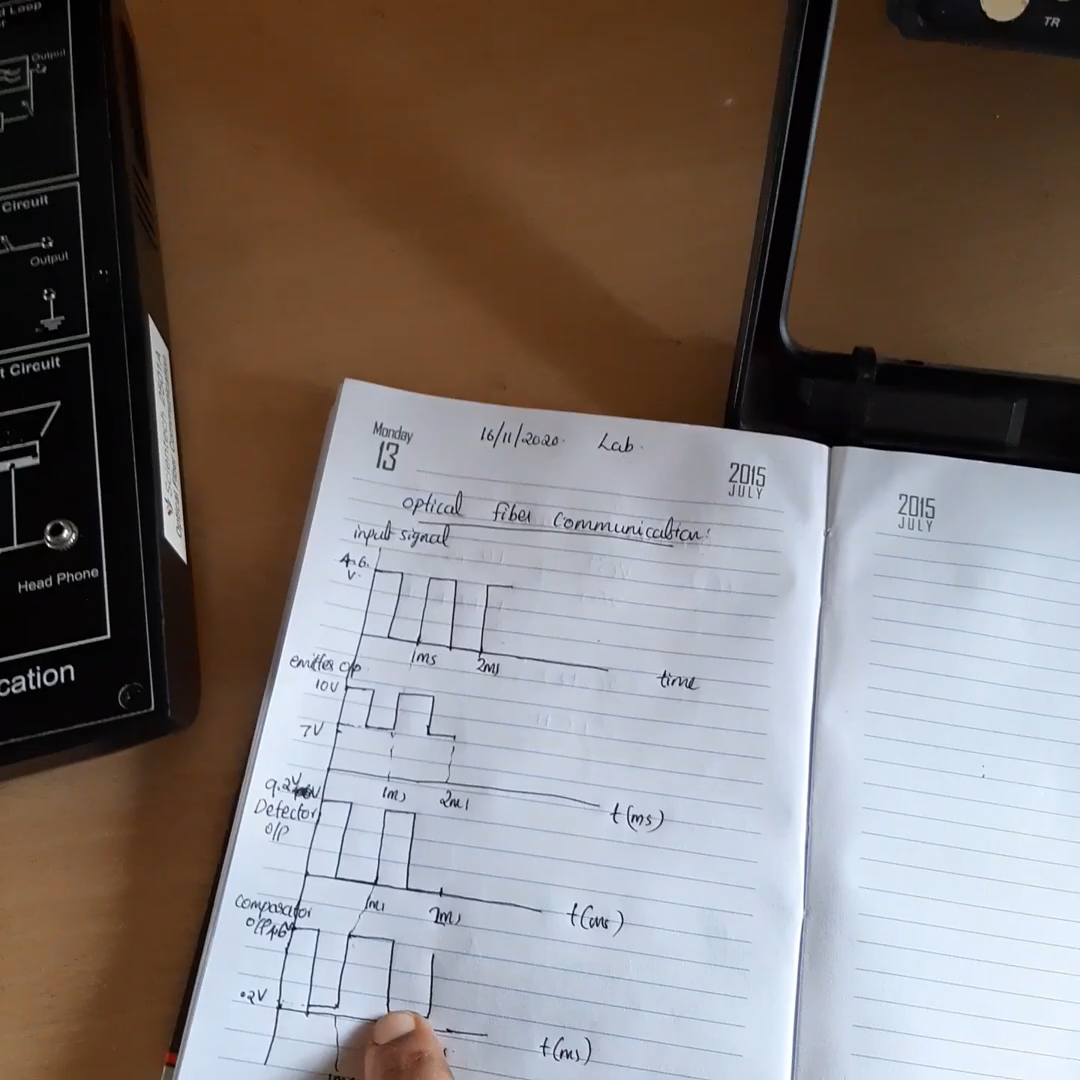 Output
Circuit
Output
t Circuit
Head Phone
cation
TR
Monday
13
16/11/2020. Lab.
2015
JULY
2015
JULY
optical fiber communication:
input signal
4.6
V.
1ms
2ms
time
emitter o/p
10V
7V
1ms
2ms
t(ms)
9.2V
Detector
O/P
1ms
2ms
t(ms)
comparator
O/P
.2V
t(ms)